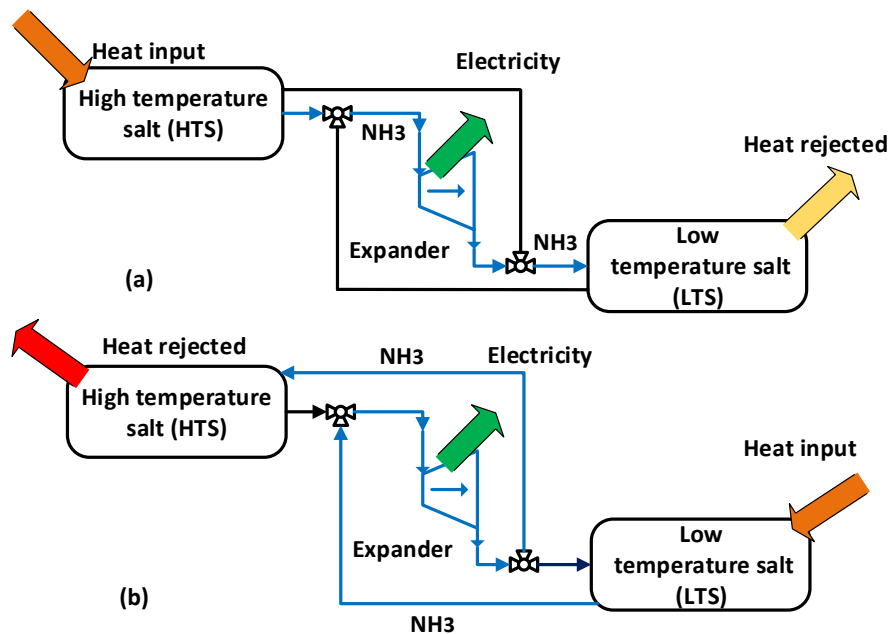 Heat input
Electricity
High temperature
salt (HTS)
NH3
Heat rejected
Expander
NH3
Low
temperature salt
(LTS)
(a)
Heat rejected
NH3
Electricity
High temperature
salt (HTS)
Heat input
Expander
Low
temperature salt
(LTS)
(b)
NH3